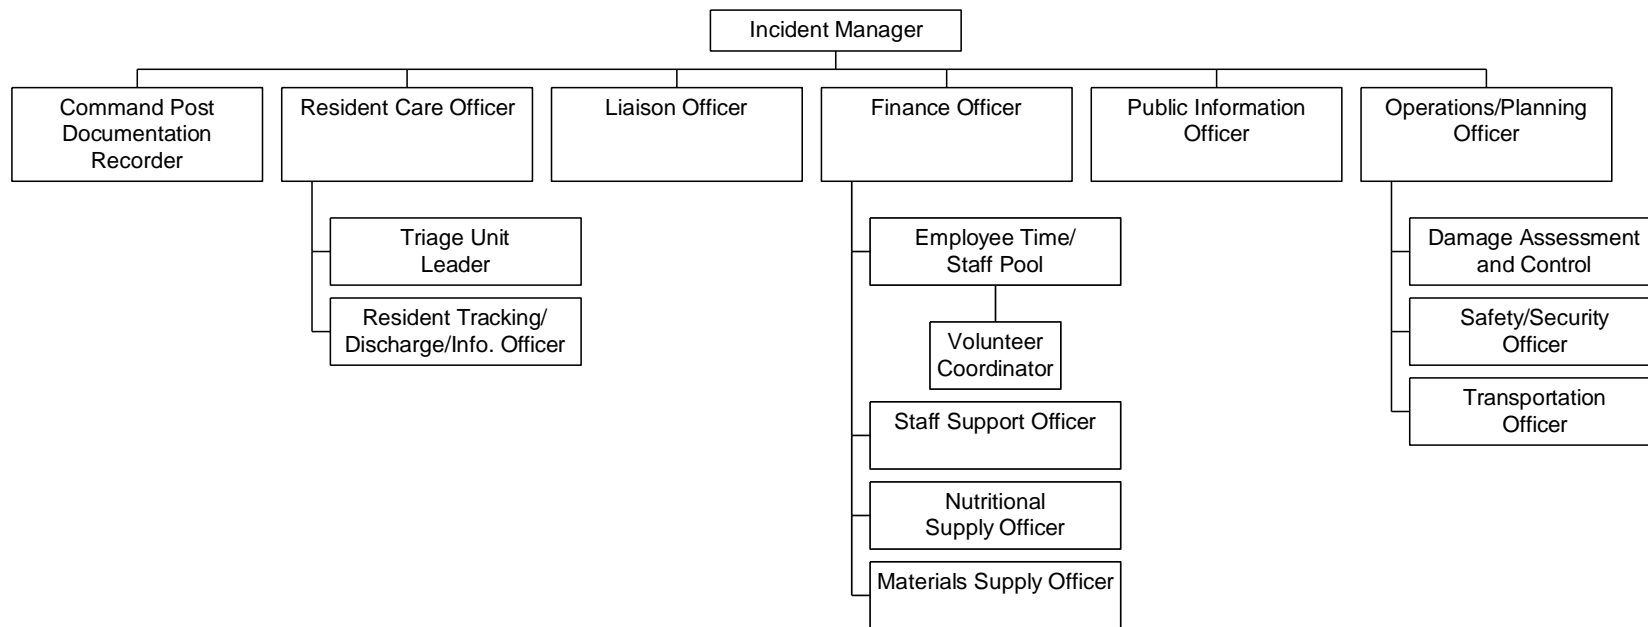 Incident Manager
Command Post
Documentation
Recorder
Resident Care Officer
Liaison Officer
Finance Officer
Public Information
Officer
Operations/Planning
Officer
Triage Unit
Leader
Resident Tracking/
Discharge/Info. Officer
Employee Time/
Staff Pool
Volunteer
Coordinator
Staff Support Officer
Nutritional
Supply Officer
Materials Supply Officer
Damage Assessment
and Control
Safety/Security
Officer
Transportation
Officer